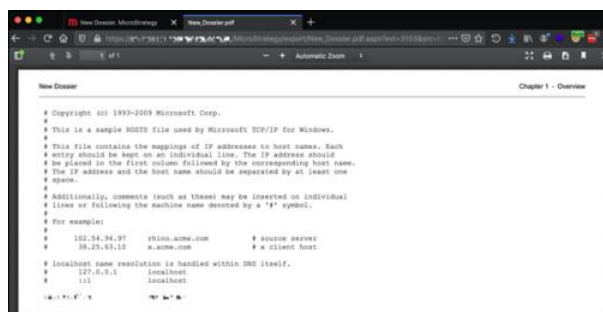 New Dossier. MicroStrategy
New_Dossier.pdf
1 of 1
Automatic Zoom
New Dossier
Chapter 1 - Overview
# Copyright (c) 1993-2009 Microsoft Corp.
#
# This is a sample HOSTS file used by Microsoft TCP/IP for Windows.
#
# This file contains the mappings of IP addresses to host names. Each
# entry should be kept on an individual line. The IP address should
# be placed in the first column followed by the corresponding host name.
# The IP address and the host name should be separated by at least one
# space.
#
# Additionally, comments (such as these) may be inserted on individual
# lines or following the machine name denoted by a '#' symbol.
#
# For example:
#
# 102.54.94.97 rhino.acme.com # source server
# 38.25.63.10 x.acme.com # x client host
# localhost name resolution is handled within DNS itself.
# 127.0.0.1 localhost
# ::1 localhost